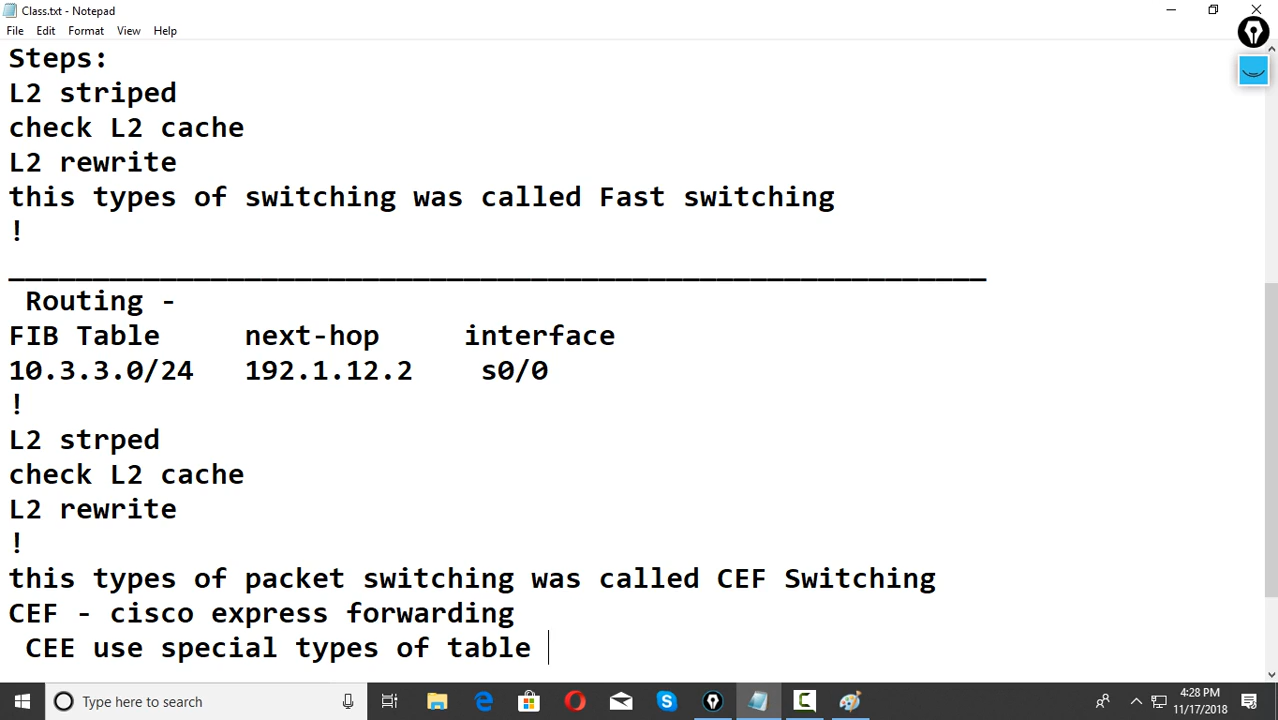 Class.txt - Notepad
File Edit Format View Help
Steps:
L2 striped
check L2 cache
L2 rewrite
this types of switching was called Fast switching
!
__________________________________________________________
Routing -
FIB Table next-hop interface
10.3.3.0/24 192.1.12.2 s0/0
!
L2 strped
check L2 cache
L2 rewrite
!
this types of packet switching was called CEF Switching
CEF - cisco express forwarding
CEE use special types of table
Type here to search
4:28 PM
11/17/2018